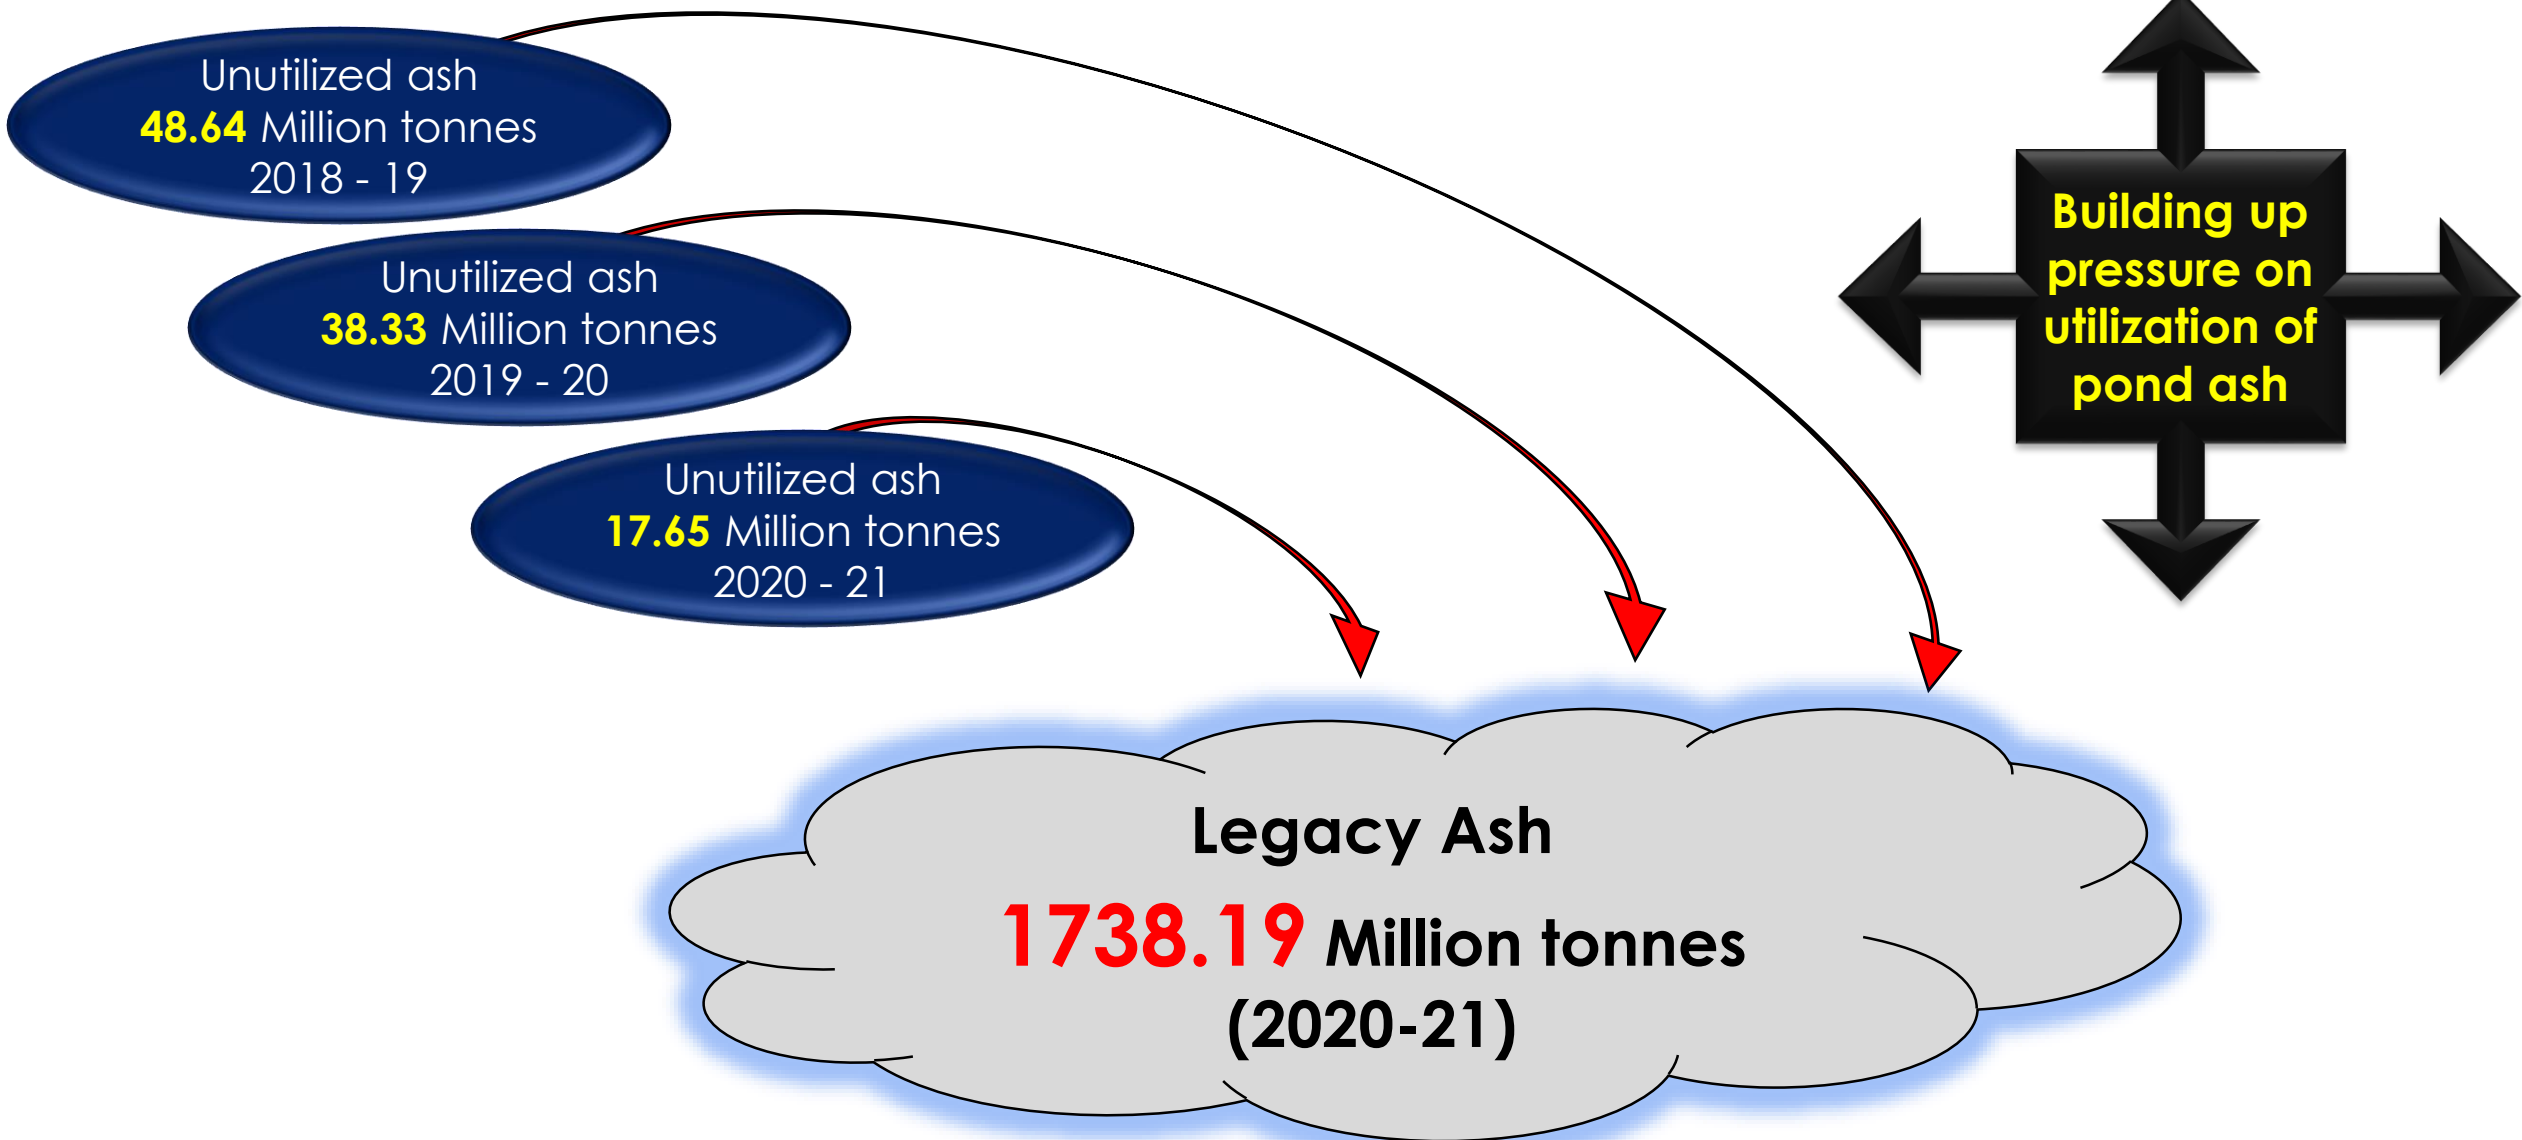 Unutilized ash
48.64 Million tonnes
2018 - 19
Unutilized ash
38.33 Million tonnes
2019 - 20
Unutilized ash
17.65 Million tonnes
2020 - 21
Building up
pressure on
utilization of
pond ash
Legacy Ash
1738.19 Million tonnes
(2020-21)